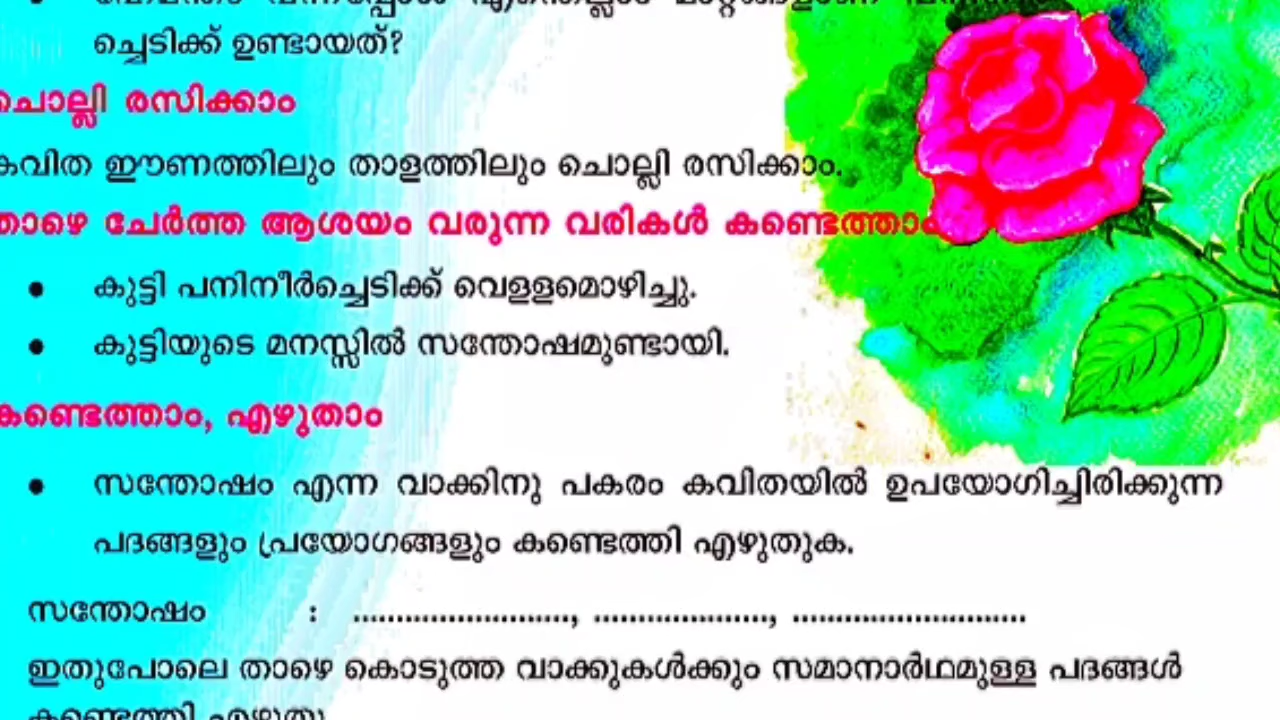 ച്ചെടിക്ക് ഉണ്ടായത്?
ചൊല്ലി രസിക്കാം
കവിത ഈണത്തിലും താളത്തിലും ചൊല്ലി രസിക്കാം.
താഴെ ചേർത്ത ആശയം വരുന്ന വരികൾ കണ്ടെത്താം
● കുട്ടി പനിനീർച്ചെടിക്ക് വെള്ളമൊഴിച്ചു.
● കുട്ടിയുടെ മനസ്സിൽ സന്തോഷമുണ്ടായി.
കണ്ടെത്താം, എഴുതാം
● സന്തോഷം എന്ന വാക്കിനു പകരം കവിതയിൽ ഉപയോഗിച്ചിരിക്കുന്ന
പദങ്ങളും പ്രയോഗങ്ങളും കണ്ടെത്തി എഴുതുക.
സന്തോഷം : ........................., ....................., ...........................
ഇതുപോലെ താഴെ കൊടുത്ത വാക്കുകൾക്കും സമാനാർഥമുള്ള പദങ്ങൾ
കണ്ടെത്തി എഴുതൂ